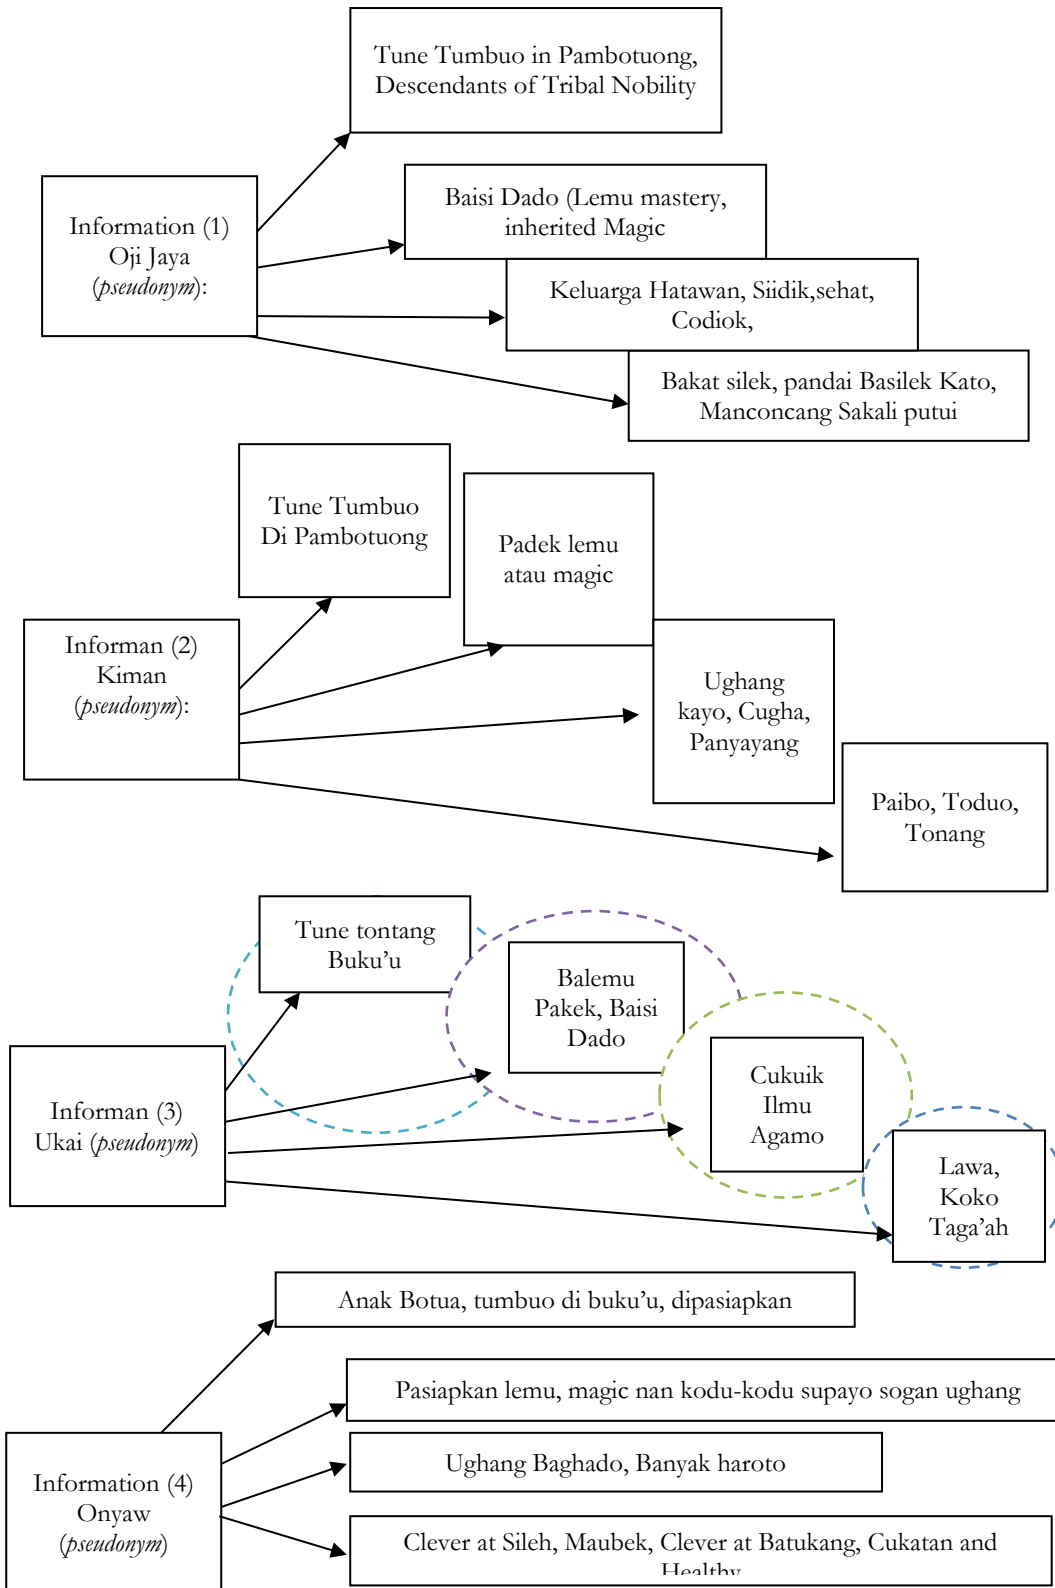 Tune Tumbuo in Pambotuong,
Descendants of Tribal Nobility
Information (1)
Oji Jaya
(pseudonym):
Baisi Dado (Lemu mastery,
inherited Magic
Keluarga Hatawan, Siidik,sehat,
Codiok,
Bakat silek, pandai Basilek Kato,
Manconcang Sakali putui
Tune Tumbuo
Di Pambotuong
Padek lemu
atau magic
Informan (2)
Kiman
(pseudonym):
Ughang
kayo, Cugha,
Panyayang
Paibo, Toduo,
Tonang
Tune tontang
Buku’u
Balemu
Pakek, Baisi
Dado
Informan (3)
Ukai (pseudonym)
Cukuik
Ilmu
Agamo
Lawa,
Koko
Taga’ah
Anak Botua, tumbuo di buku’u, dipasiapkan
Pasiapkan lemu, magic nan kodu-kodu supayo sogan ughang
Information (4)
Onyaw
(pseudonym)
Ughang Baghado, Banyak haroto
Clever at Sileh, Maubek, Clever at Batukang, Cukatan and
Healthy